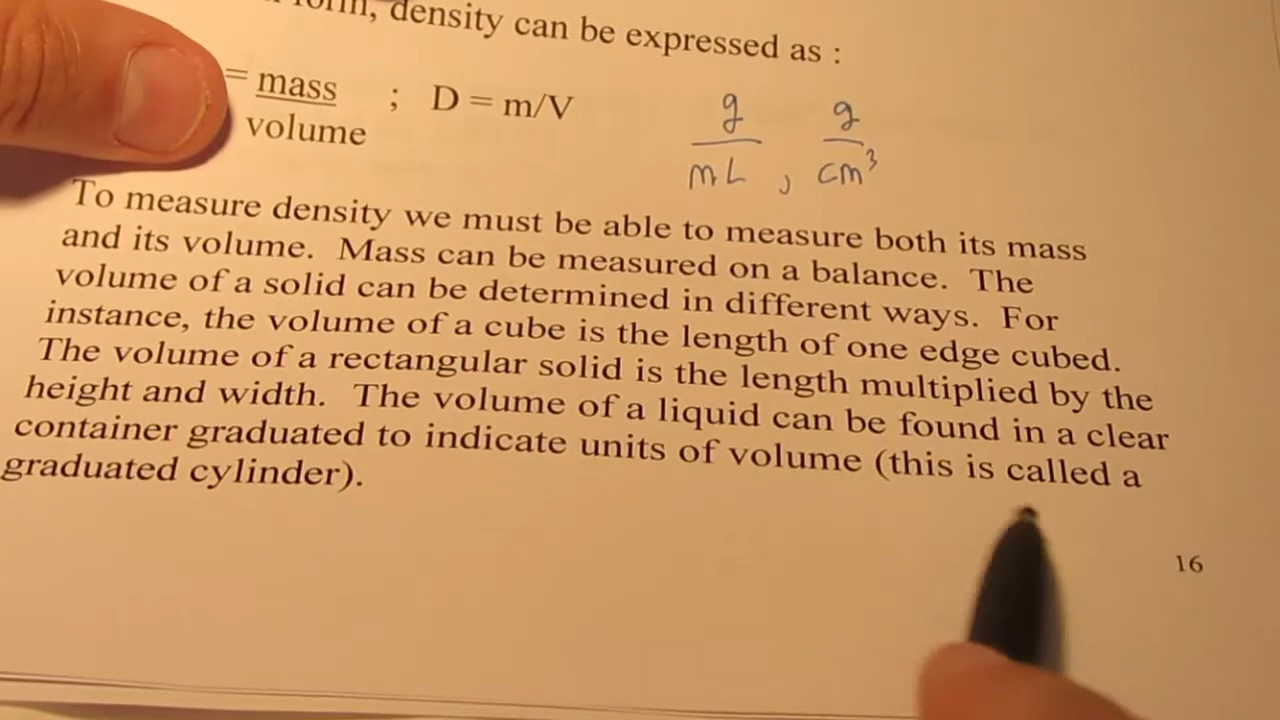 form, density can be expressed as :
= mass ; D = m/V g g
volume mL , cm³
To measure density we must be able to measure both its mass
and its volume. Mass can be measured on a balance. The
volume of a solid can be determined in different ways. For
instance, the volume of a cube is the length of one edge cubed.
The volume of a rectangular solid is the length multiplied by the
height and width. The volume of a liquid can be found in a clear
container graduated to indicate units of volume (this is called a
graduated cylinder).
16